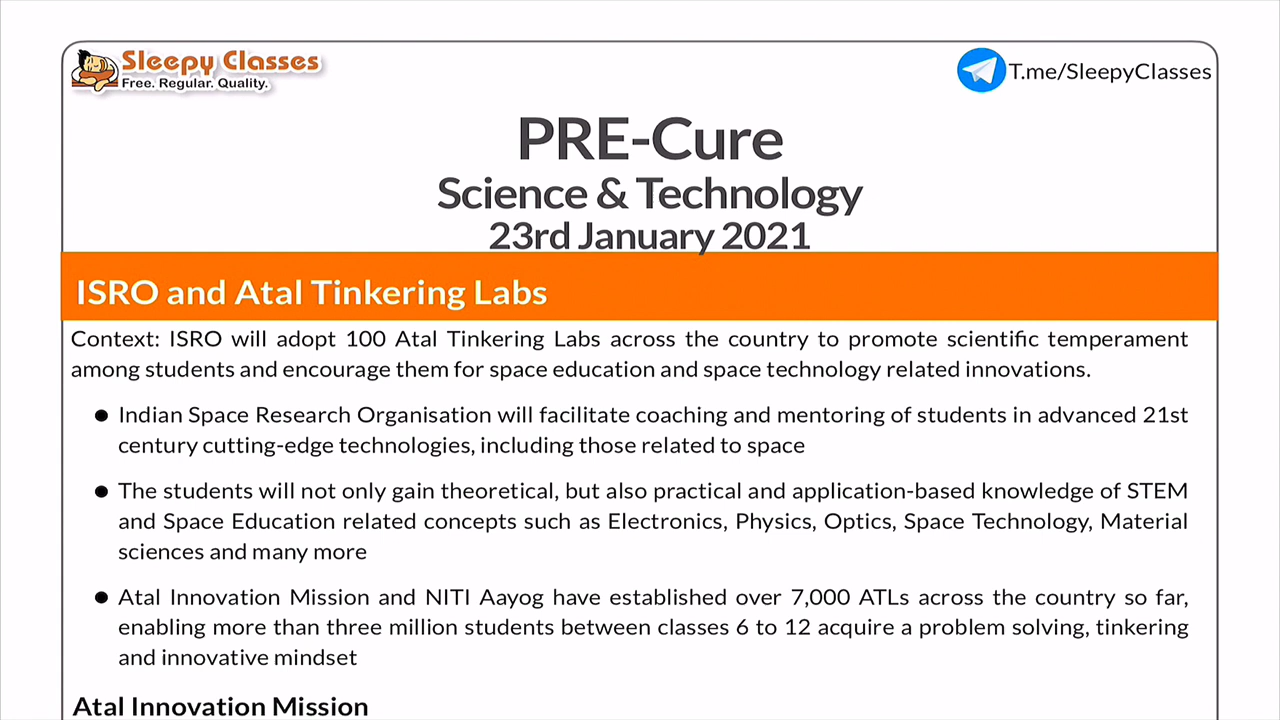 Sleepy Classes
Free. Regular. Quality.
T.me/SleepyClasses
PRE-Cure
Science & Technology
23rd January 2021
ISRO and Atal Tinkering Labs
Context: ISRO will adopt 100 Atal Tinkering Labs across the country to promote scientific temperament
among students and encourage them for space education and space technology related innovations.
● Indian Space Research Organisation will facilitate coaching and mentoring of students in advanced 21st
century cutting-edge technologies, including those related to space
● The students will not only gain theoretical, but also practical and application-based knowledge of STEM
and Space Education related concepts such as Electronics, Physics, Optics, Space Technology, Material
sciences and many more
● Atal Innovation Mission and NITI Aayog have established over 7,000 ATLs across the country so far,
enabling more than three million students between classes 6 to 12 acquire a problem solving, tinkering
and innovative mindset
Atal Innovation Mission